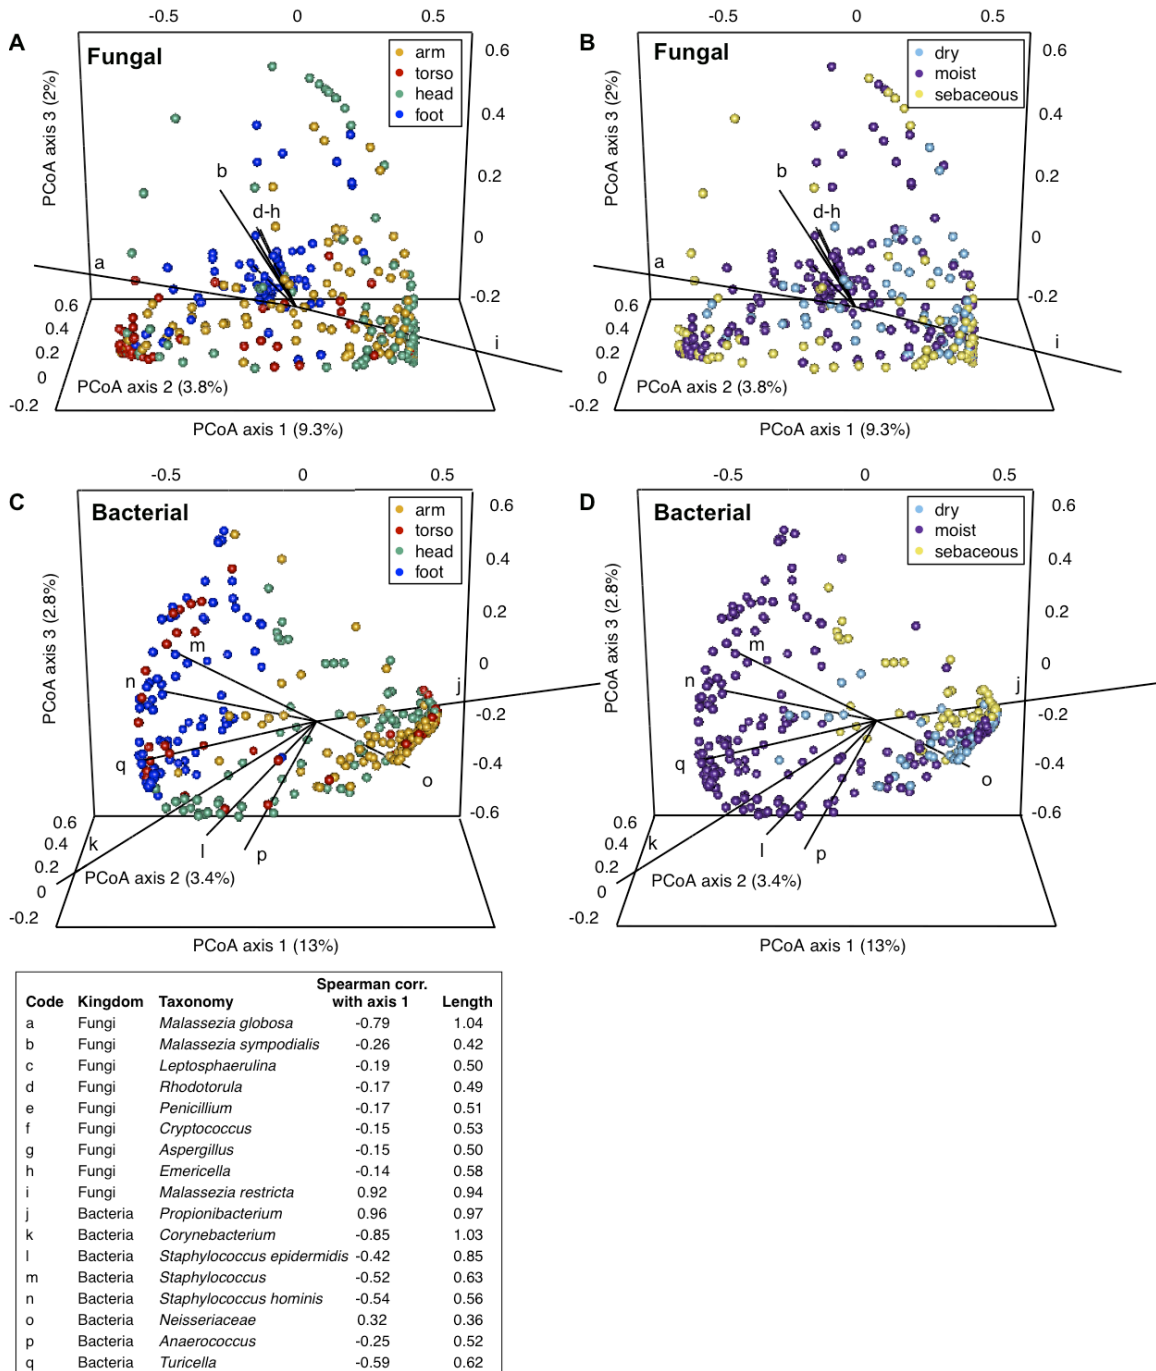 -0.5 0 0.5
A Fungal
arm
torso
head
foot
PCoA axis 3 (2%)
0.6
0.4
0.2
0
-0.2
b
d-h
a
i
0.6
0.4
0.2
0
-0.2
PCoA axis 2 (3.8%)
PCoA axis 1 (9.3%)
-0.5 0 0.5
B Fungal
dry
moist
sebaceous
PCoA axis 3 (2%)
0.6
0.4
0.2
0
-0.2
b
d-h
a
i
0.6
0.4
0.2
0
-0.2
PCoA axis 2 (3.8%)
PCoA axis 1 (9.3%)
-0.5 0 0.5
C Bacterial
arm
torso
head
foot
PCoA axis 3 (2.8%)
0.6
0.4
0.2
0
-0.2
-0.4
-0.6
m
n
j
q
o
k
l
p
0.6
0.4
0.2
0
-0.2
PCoA axis 2 (3.4%)
PCoA axis 1 (13%)
-0.5 0 0.5
D Bacterial
dry
moist
sebaceous
PCoA axis 3 (2.8%)
0.6
0.4
0.2
0
-0.2
-0.4
-0.6
m
n
j
q
o
k
l
p
0.6
0.4
0.2
0
-0.2
PCoA axis 2 (3.4%)
PCoA axis 1 (13%)
Spearman corr.
Code Kingdom Taxonomy with axis 1 Length
a Fungi Malassezia globosa -0.79 1.04
b Fungi Malassezia sympodialis -0.26 0.42
c Fungi Leptosphaerulina -0.19 0.50
d Fungi Rhodotorula -0.17 0.49
e Fungi Penicillium -0.17 0.51
f Fungi Cryptococcus -0.15 0.53
g Fungi Aspergillus -0.15 0.50
h Fungi Emericella -0.14 0.58
i Fungi Malassezia restricta 0.92 0.94
j Bacteria Propionibacterium 0.96 0.97
k Bacteria Corynebacterium -0.85 1.03
l Bacteria Staphylococcus epidermidis -0.42 0.85
m Bacteria Staphylococcus -0.52 0.63
n Bacteria Staphylococcus hominis -0.54 0.56
o Bacteria Neisseriaceae 0.32 0.36
p Bacteria Anaerococcus -0.25 0.52
q Bacteria Turicella -0.59 0.62